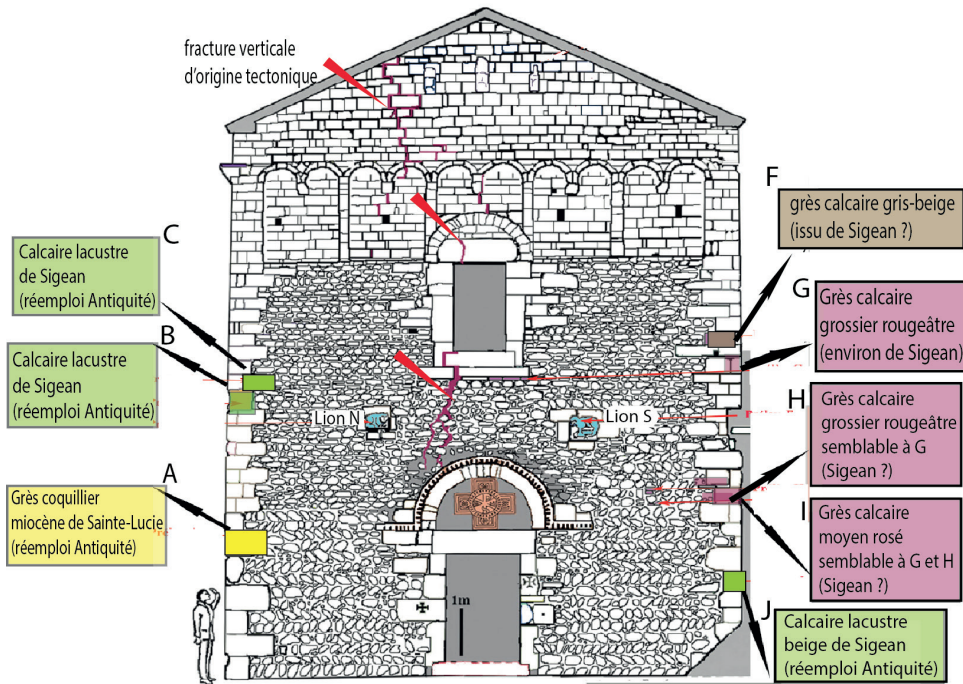 fracture verticale
d'origine tectonique
C
Calcaire lacustre
de Sigean
(réemploi Antiquité)
B
Calcaire lacustre
de Sigean
(réemploi Antiquité)
A
Grès coquillier
miocène de Sainte-Lucie
(réemploi Antiquité)
Lion N
Lion S
1m
F
grès calcaire gris-beige
(issu de Sigean ?)
G
Grès calcaire
grossier rougeâtre
(environ de Sigean)
H
Grès calcaire
grossier rougeâtre
semblable à G
(Sigean ?)
I
Grès calcaire
moyen rosé
semblable à G et H
(Sigean ?)
J
Calcaire lacustre
beige de Sigean
(réemploi Antiquité)